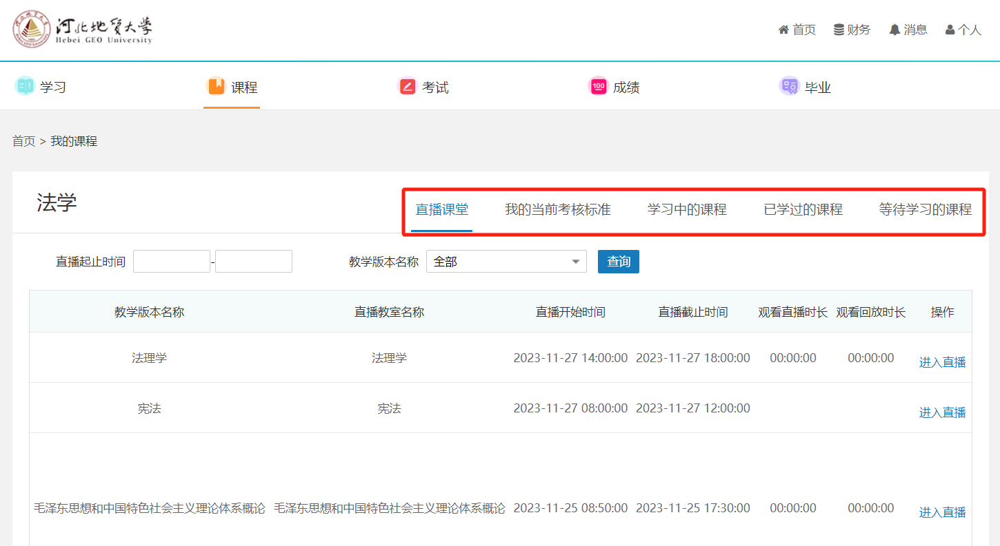 河北地质大学
Hebei GEO University
首页 财务 消息 个人
学习 课程 考试 100 成绩 毕业
首页 > 我的课程
法学 直播课堂 我的当前考核标准 学习中的课程 已学过的课程 等待学习的课程
直播起止时间 - 教学版本名称 全部 查询
教学版本名称 直播教室名称 直播开始时间 直播截止时间 观看直播时长 观看回放时长 操作
法理学 法理学 2023-11-27 14:00:00 2023-11-27 18:00:00 00:00:00 00:00:00 进入直播
宪法 宪法 2023-11-27 08:00:00 2023-11-27 12:00:00 进入直播
毛泽东思想和中国特色社会主义理论体系概论 毛泽东思想和中国特色社会主义理论体系概论 2023-11-25 08:50:00 2023-11-25 17:30:00 00:00:00 00:00:00 进入直播